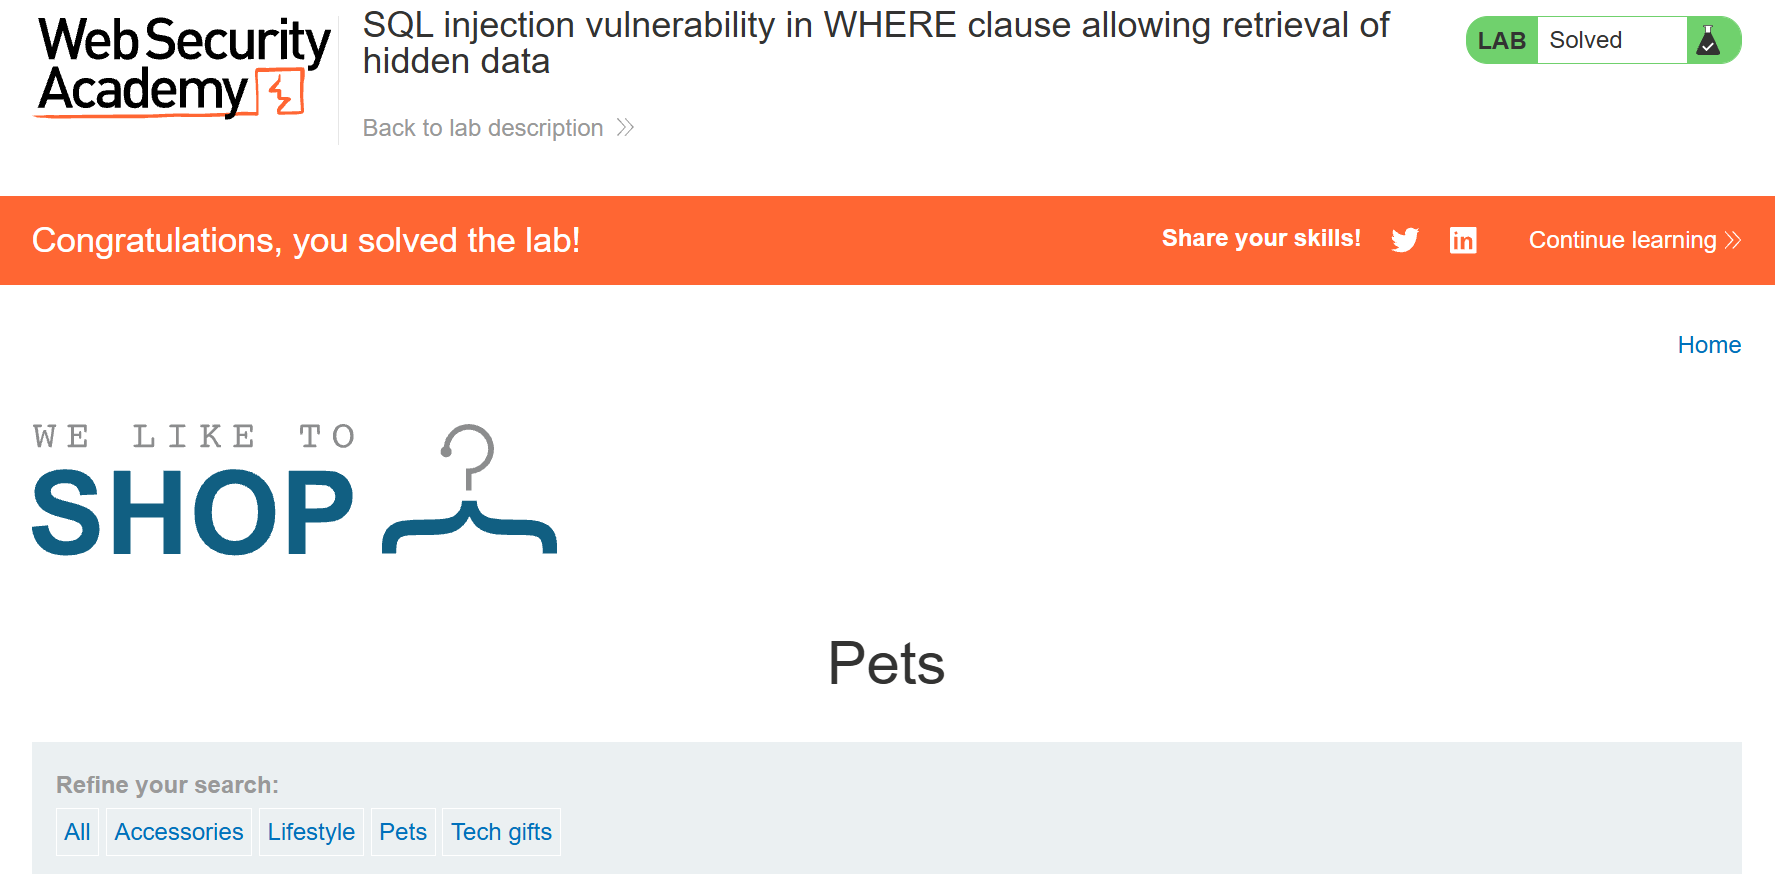 Web Security
Academy
SQL injection vulnerability in WHERE clause allowing retrieval of
hidden data
Back to lab description
LAB Solved
Congratulations, you solved the lab!
Share your skills!
Continue learning
Home
WE LIKE TO
SHOP
Pets
Refine your search:
All Accessories Lifestyle Pets Tech gifts